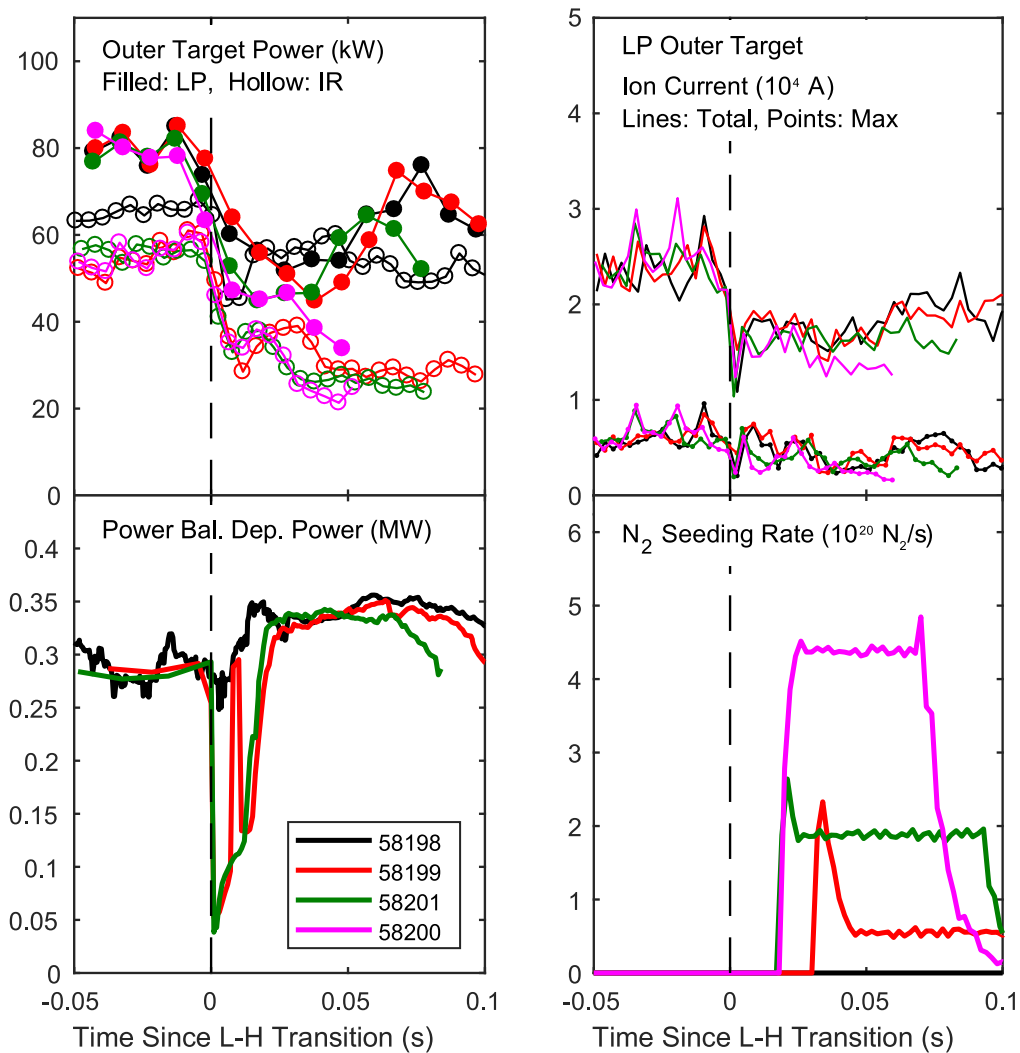 Outer Target Power (kW)
Filled: LP, Hollow: IR
100
80
60
40
20
0
LP Outer Target
Ion Current (10⁴ A)
Lines: Total, Points: Max
5
4
3
2
1
0
Power Bal. Dep. Power (MW)
0.4
0.35
0.3
0.25
0.2
0.15
0.1
0.05
0
58198
58199
58201
58200
-0.05 0 0.05 0.1
Time Since L-H Transition (s)
N₂ Seeding Rate (10²⁰ N₂/s)
6
5
4
3
2
1
0
-0.05 0 0.05 0.1
Time Since L-H Transition (s)